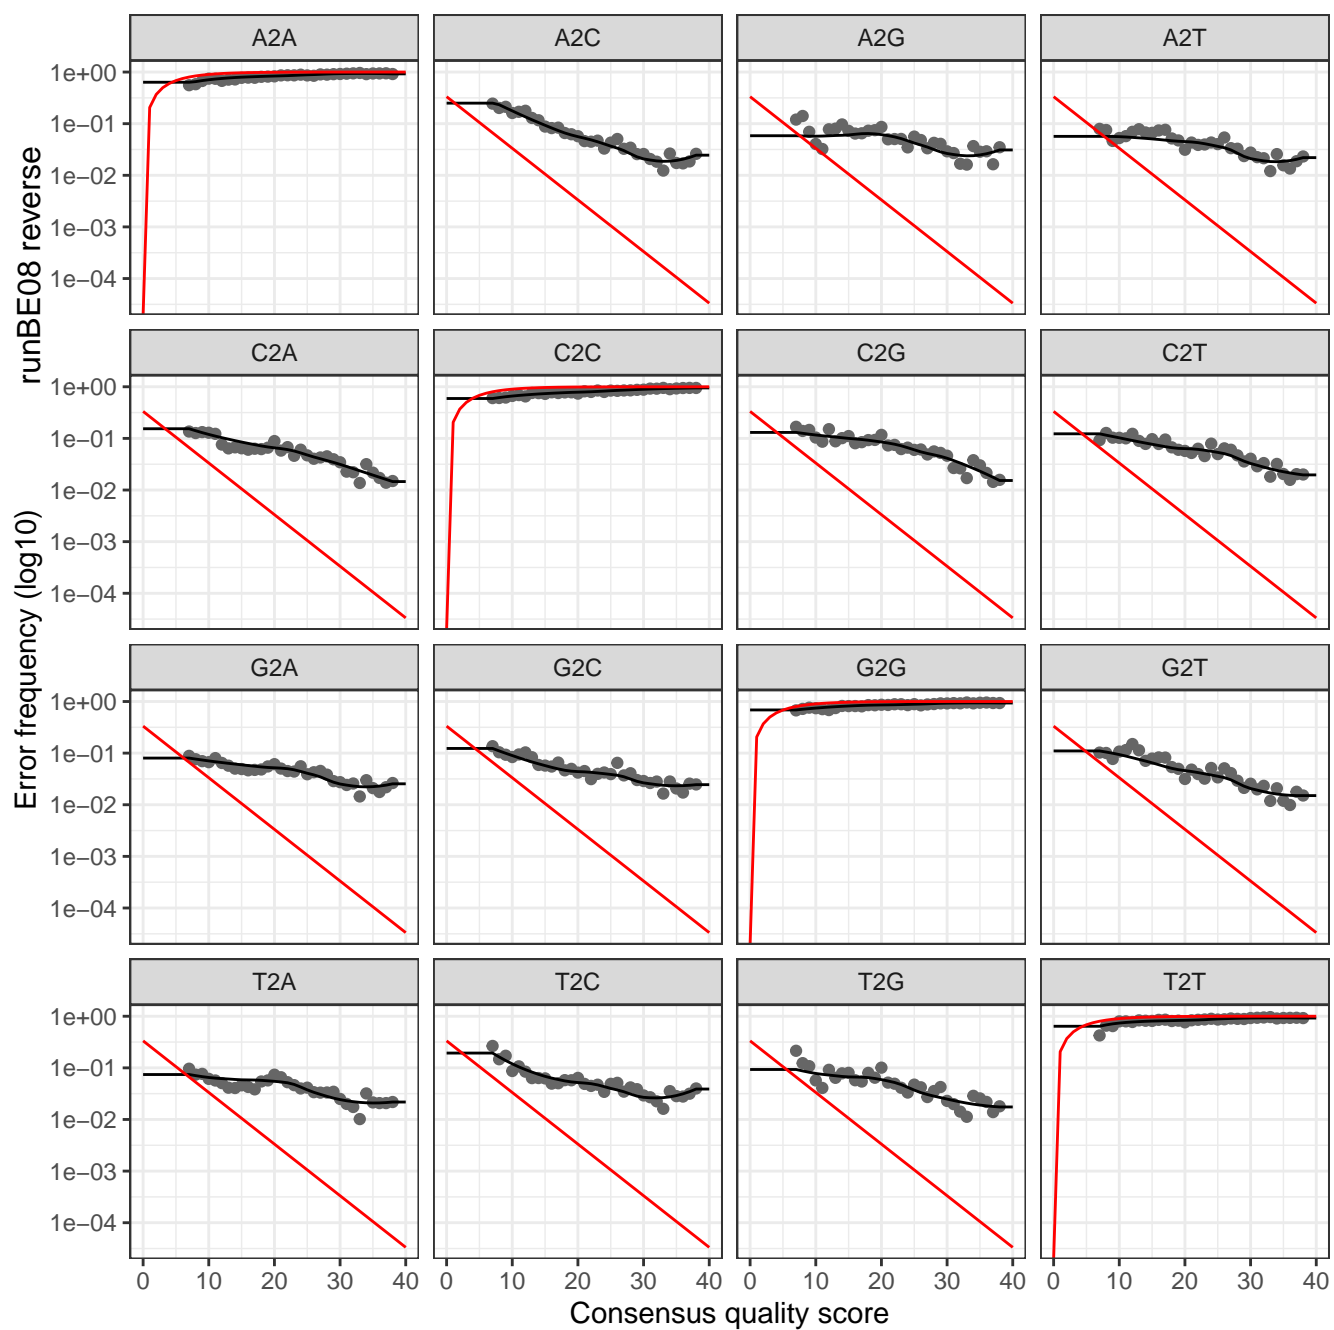 A2A A2C A2G A2T
1e+00
1e−01
1e−02
1e−03
1e−04
runBE08 reverse
C2A C2C C2G C2T
1e+00
1e−01
1e−02
1e−03
1e−04
Error frequency (log10)
G2A G2C G2G G2T
1e+00
1e−01
1e−02
1e−03
1e−04
T2A T2C T2G T2T
1e+00
1e−01
1e−02
1e−03
1e−04
0 10 20 30 40 0 10 20 30 40 0 10 20 30 40 0 10 20 30 40
Consensus quality score